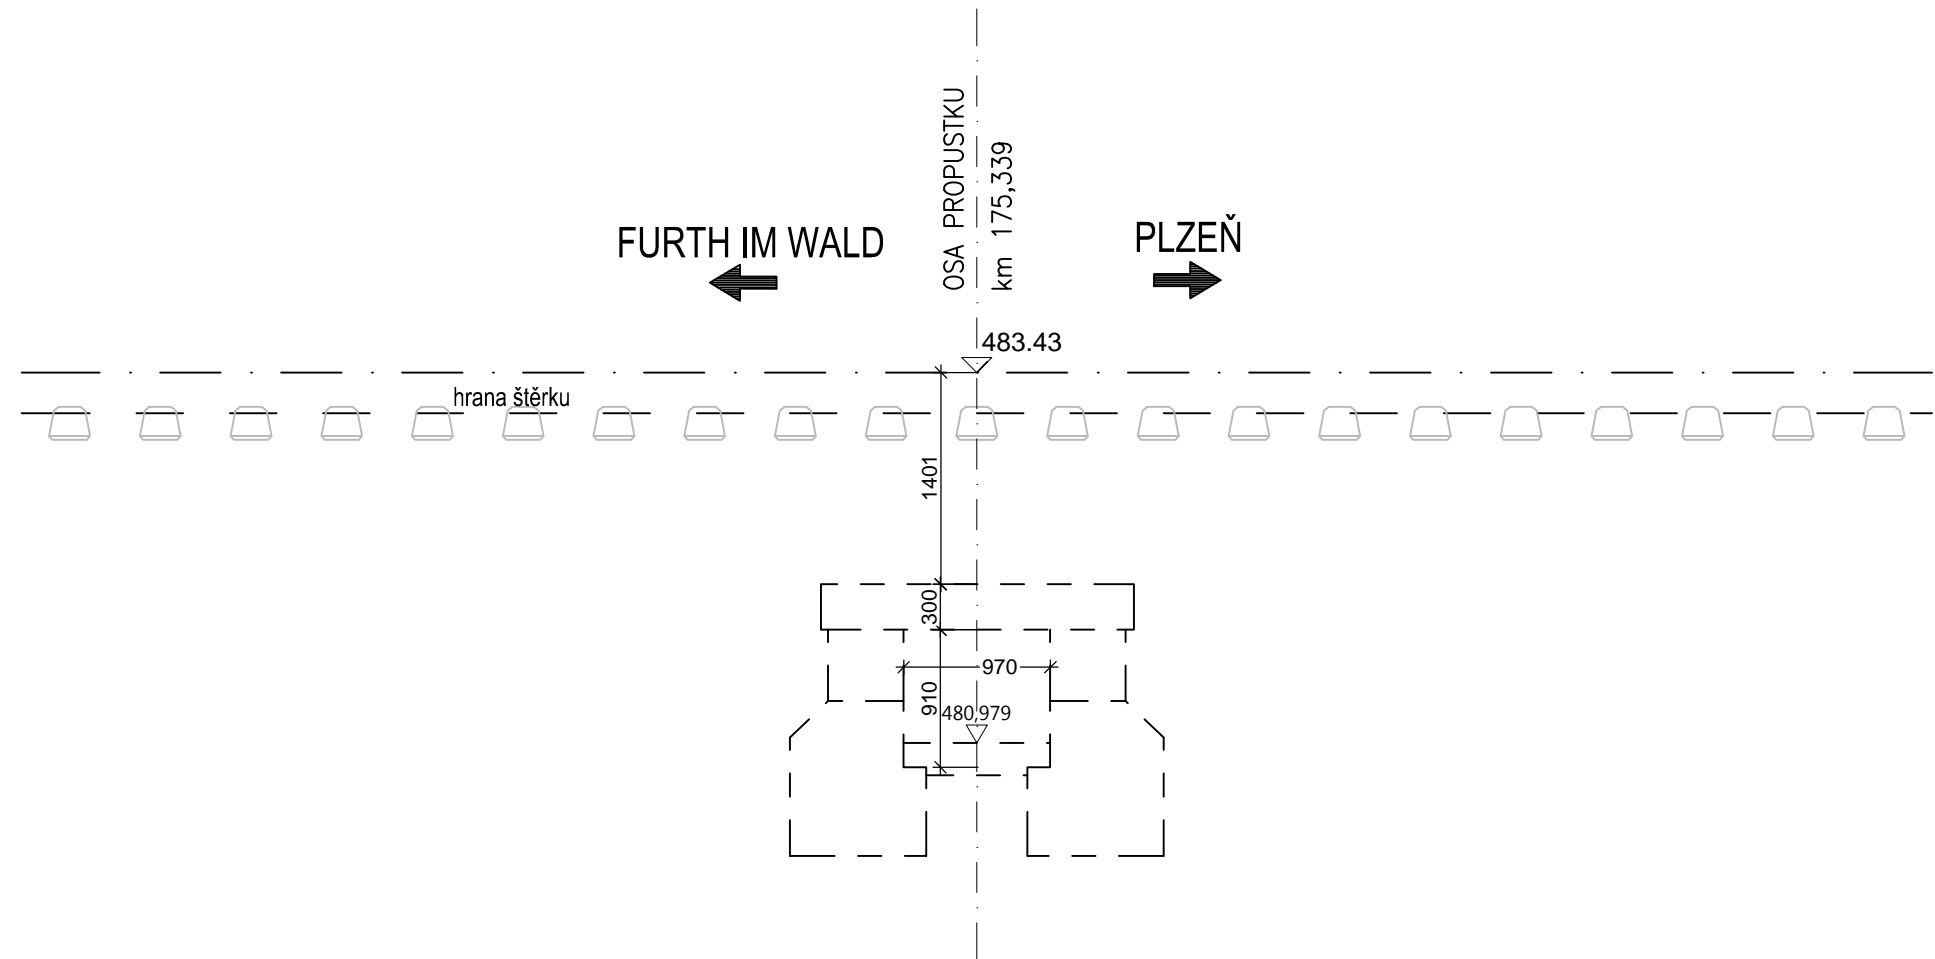 OSA PROPUSTKU
km 175,339
FURTH IM WALD
PLZEŇ
483.43
hrana štěrku
1401
300
970
910
480,979